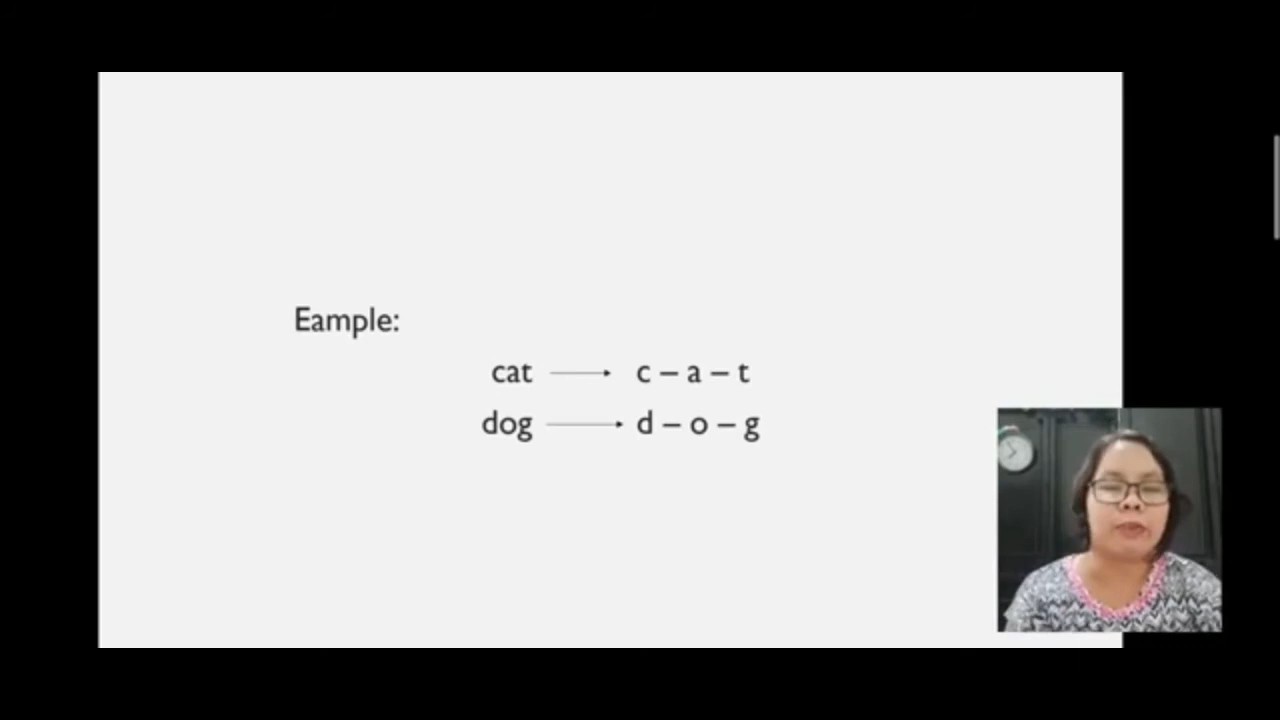 Eample:
cat → c – a – t
dog → d – o – g